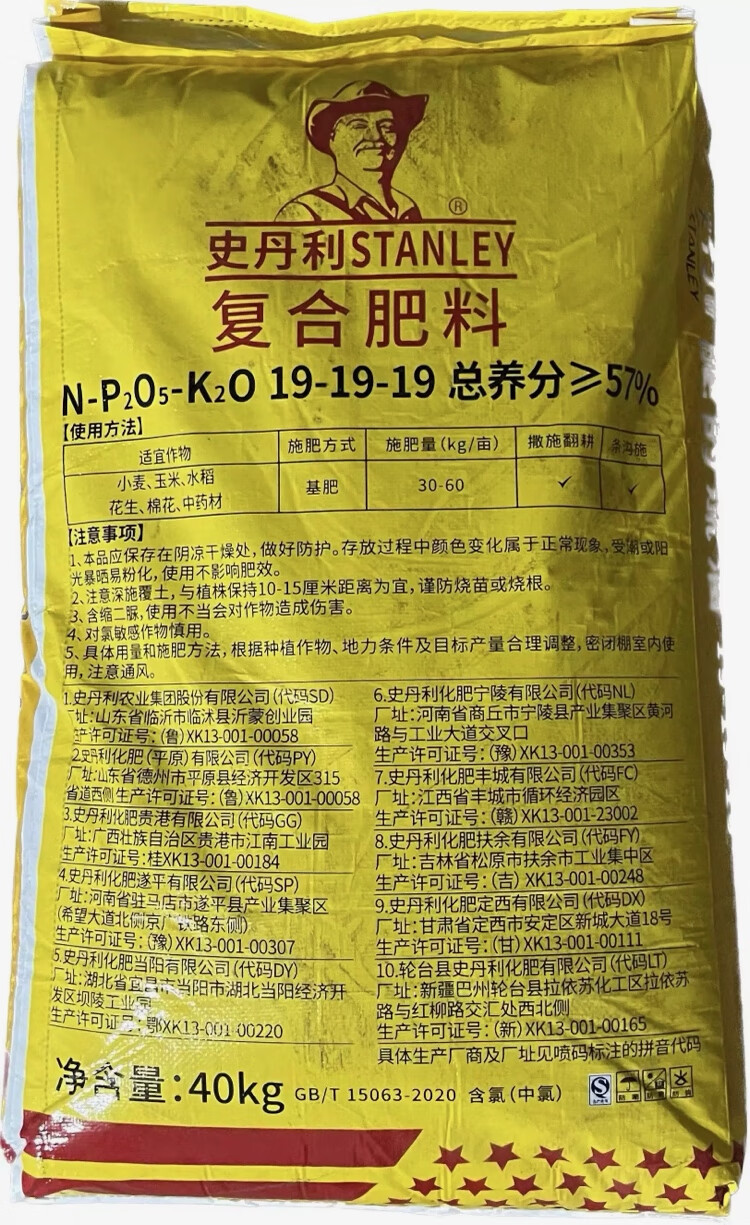 ®
史丹利STANLEY
复合肥料
N-P₂O₅-K₂O 19-19-19 总养分≥57%
【使用方法】
适宜作物 施肥方式 施肥量(kg/亩) 撒施翻耕 条沟施
小麦、玉米、水稻
花生、棉花、中药材 基肥 30-60 ✓ ✓
【注意事项】
1、本品应保存在阴凉干燥处,做好防护。存放过程中颜色变化属于正常现象,受潮或阳
光暴晒易粉化,使用不影响肥效。
2、注意深施覆土,与植株保持10-15厘米距离为宜,谨防烧苗或烧根。
3、含缩二脲,使用不当会对作物造成伤害。
4、对氯敏感作物慎用。
5、具体用量和施肥方法,根据种植作物、地力条件及目标产量合理调整,密闭棚室内使
用,注意通风。
1.史丹利农业集团股份有限公司(代码SD)
厂址:山东省临沂市临沭县沂蒙创业园
生产许可证号:(鲁)XK13-001-00058
2.史丹利化肥(平原)有限公司(代码PY)
厂址:山东省德州市平原县经济开发区315
省道西侧生产许可证号:(鲁)XK13-001-00058
3.史丹利化肥贵港有限公司(代码GG)
厂址:广西壮族自治区贵港市江南工业园
生产许可证号:桂XK13-001-00184
4.史丹利化肥遂平有限公司(代码SP)
厂址:河南省驻马店市遂平县产业集聚区
(希望大道北侧京广铁路东侧)
生产许可证号:(豫)XK13-001-00307
5.史丹利化肥当阳有限公司(代码DY)
厂址:湖北省宜昌市当阳市湖北当阳经济开
发区坝陵工业园
生产许可证号:鄂XK13-001-00220
6.史丹利化肥宁陵有限公司(代码NL)
厂址:河南省商丘市宁陵县产业集聚区黄河
路与工业大道交叉口
生产许可证号:(豫)XK13-001-00353
7.史丹利化肥丰城有限公司(代码FC)
厂址:江西省丰城市循环经济园区
生产许可证号:(赣)XK13-001-23002
8.史丹利化肥扶余有限公司(代码FY)
厂址:吉林省松原市扶余市工业集中区
生产许可证号:(吉)XK13-001-00248
9.史丹利化肥定西有限公司(代码DX)
厂址:甘肃省定西市安定区新城大道18号
生产许可证号:(甘)XK13-001-00111
10.轮台县史丹利化肥有限公司(代码LT)
厂址:新疆巴州轮台县拉依苏化工区拉依苏
路与红柳路交汇处西北侧
生产许可证号:(新)XK13-001-00165
具体生产厂商及厂址见喷码标注的拼音代码
净含量:40kg GB/T 15063-2020 含氯(中氯)
STANLEY